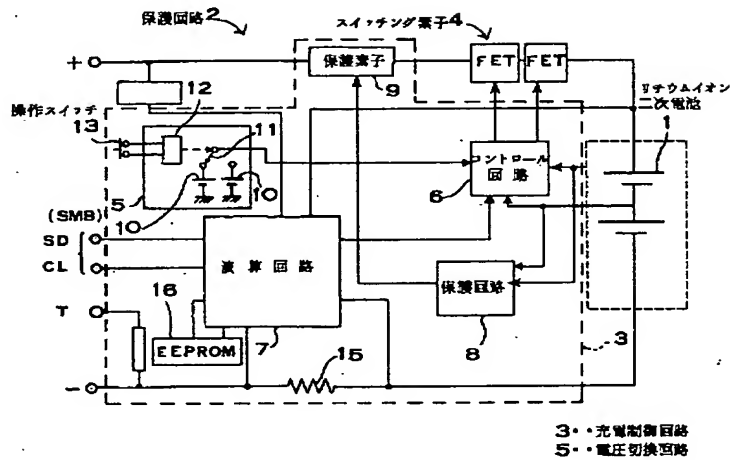 保護回路 2
スイッチング素子 4
+
保護素子
9
FET
FET
リチウムイオン
二次電池
1
操作スイッチ
13
12
11
10
10
5
コントロール
回路
6
(SMB)
SD
CL
T
演算回路
7
保護回路
8
16
EEPROM
15
3
−
3・・充電制御回路
5・・電圧切換回路